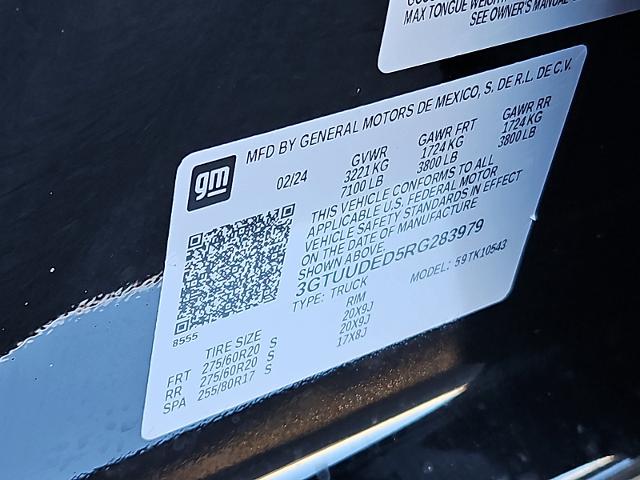 MAX TONGUE WEIGHT
SEE OWNER'S MANUAL
gm
MFD BY GENERAL MOTORS DE MEXICO, S. DE R.L. DE C.V.
02/24
GVWR
3221 KG
7100 LB
GAWR FRT
1724 KG
3800 LB
GAWR RR
1724 KG
3800 LB
THIS VEHICLE CONFORMS TO ALL
APPLICABLE U.S. FEDERAL MOTOR
VEHICLE SAFETY STANDARDS IN EFFECT
ON THE DATE OF MANUFACTURE
SHOWN ABOVE.
3GTUUDED5RG283979
TYPE: TRUCK
MODEL: 59TK10543
8555
TIRE SIZE RIM
FRT 275/60R20 S 20X9J
RR 275/60R20 S 20X9J
SPA 255/80R17 S 17X8J